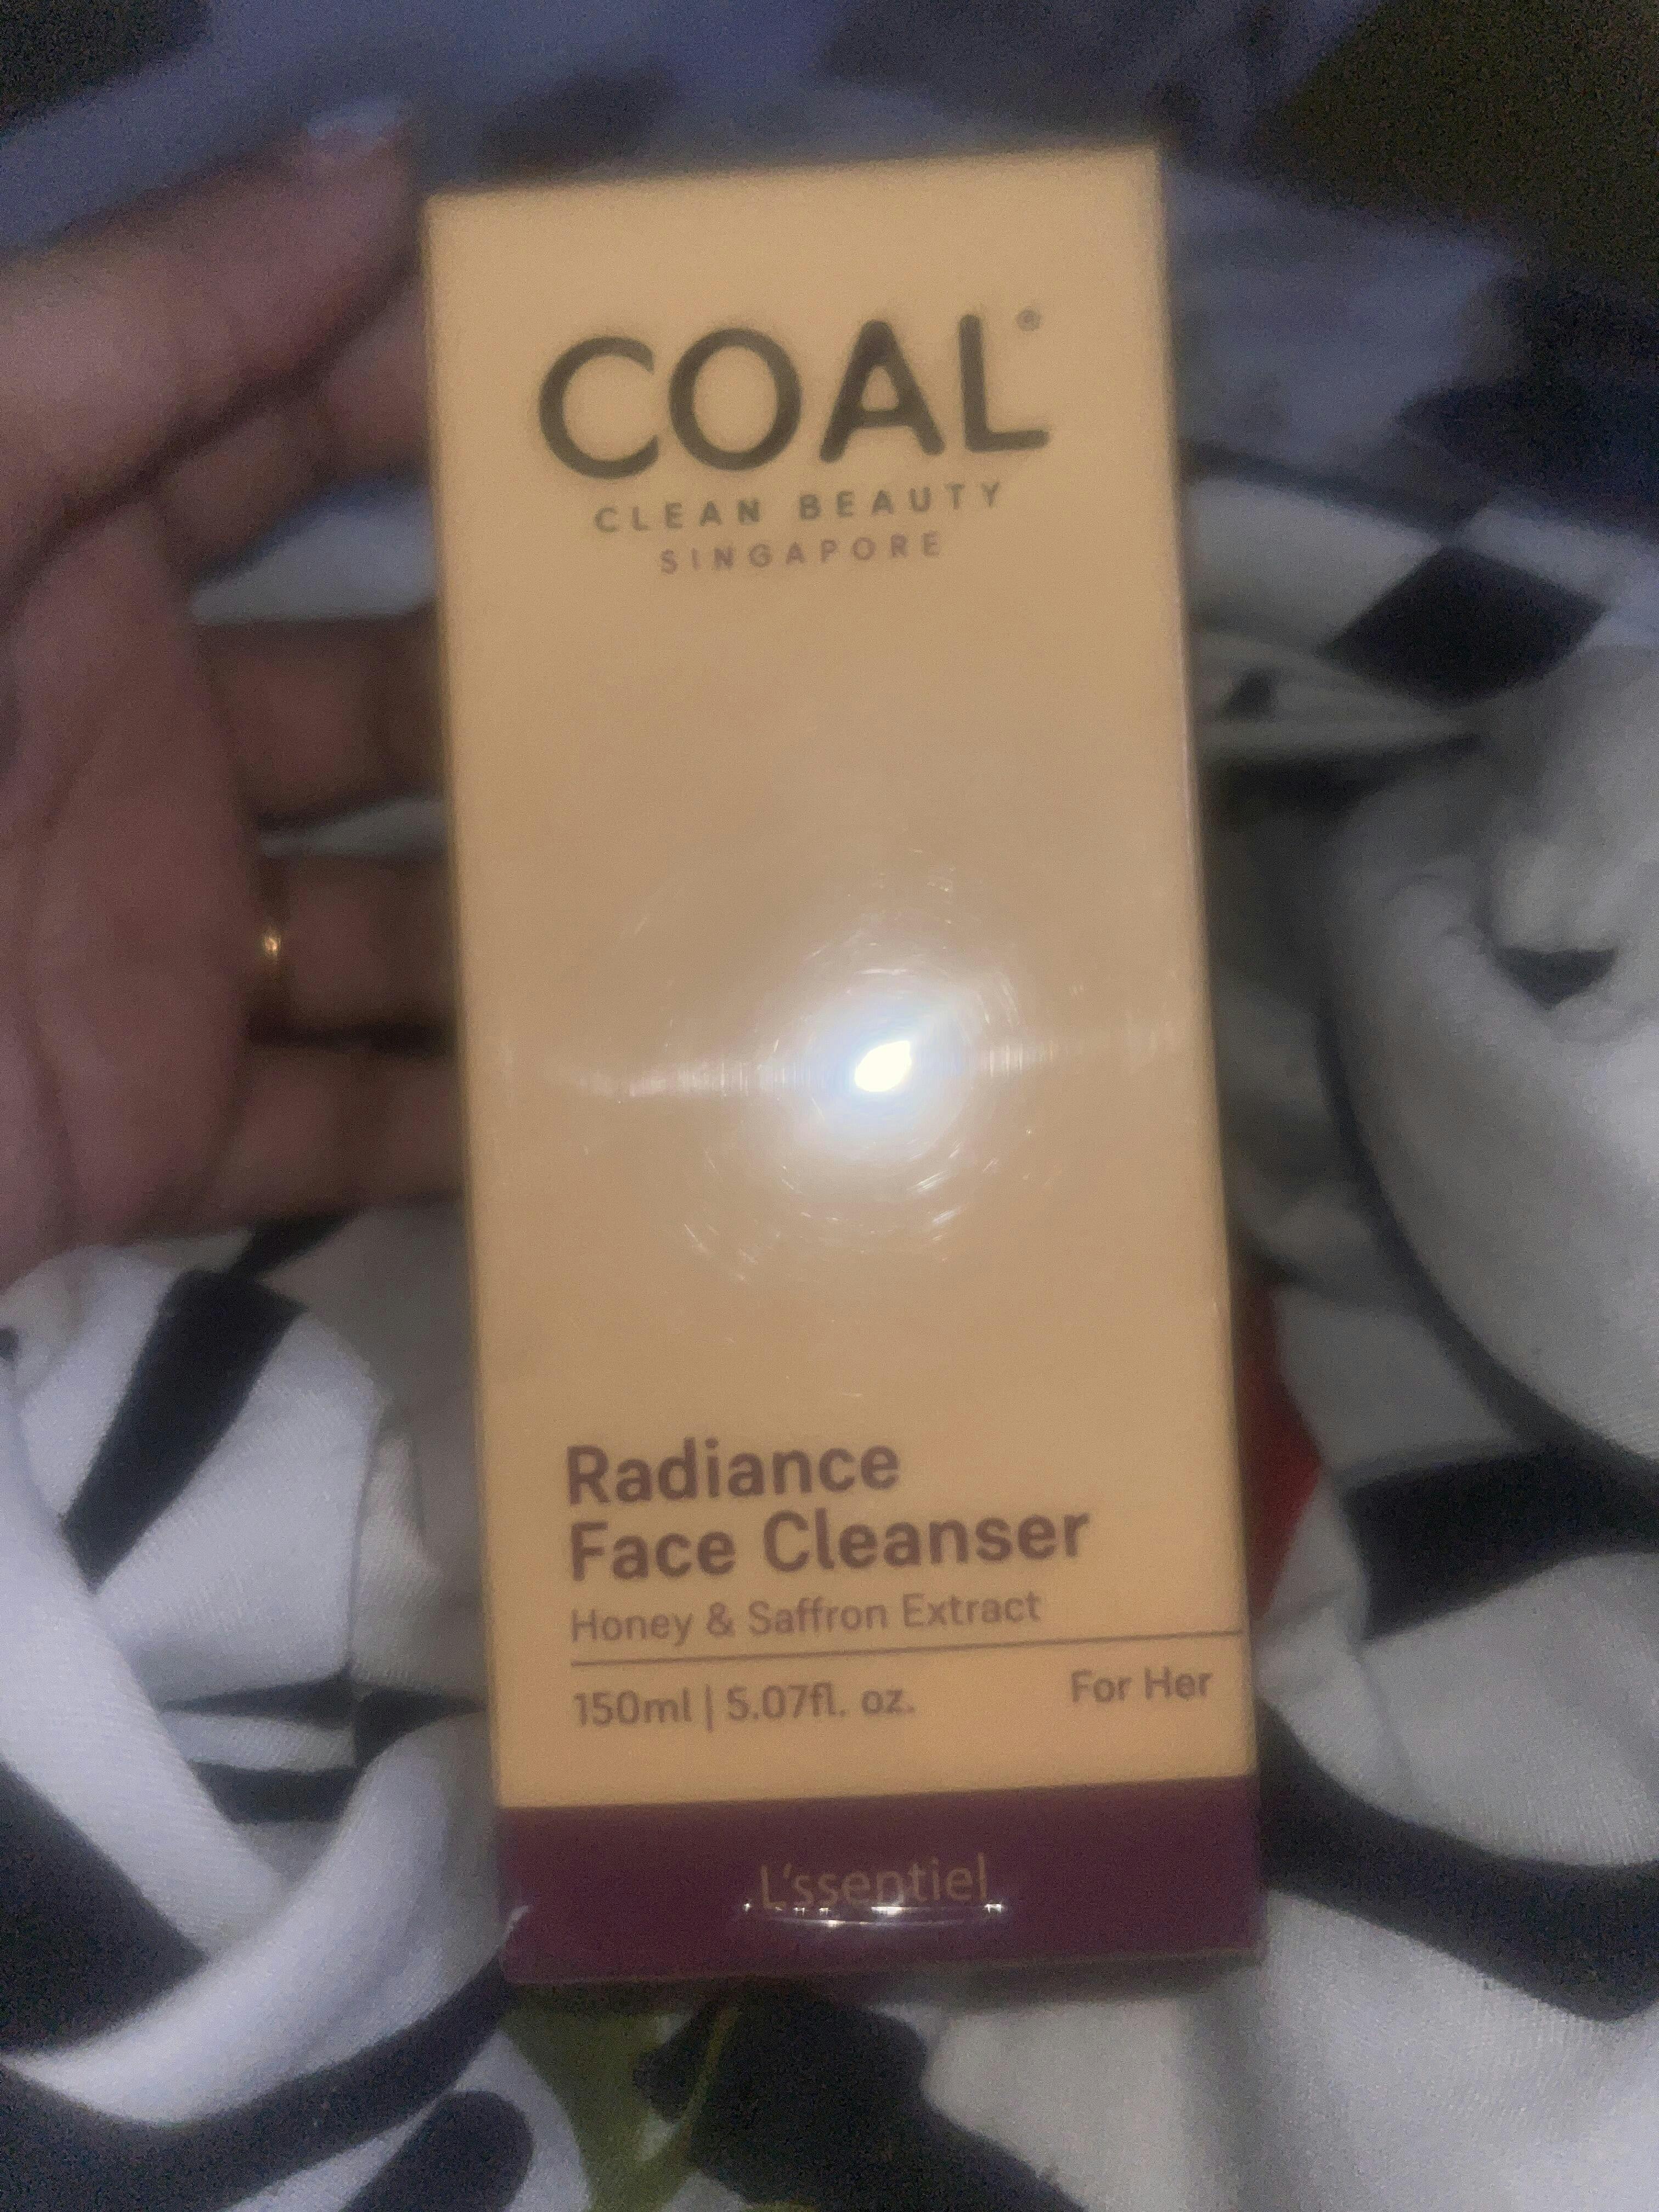 COAL®
CLEAN BEAUTY
SINGAPORE
Radiance
Face Cleanser
Honey & Saffron Extract
150ml | 5.07fl. oz.
For Her
L'ssentiel